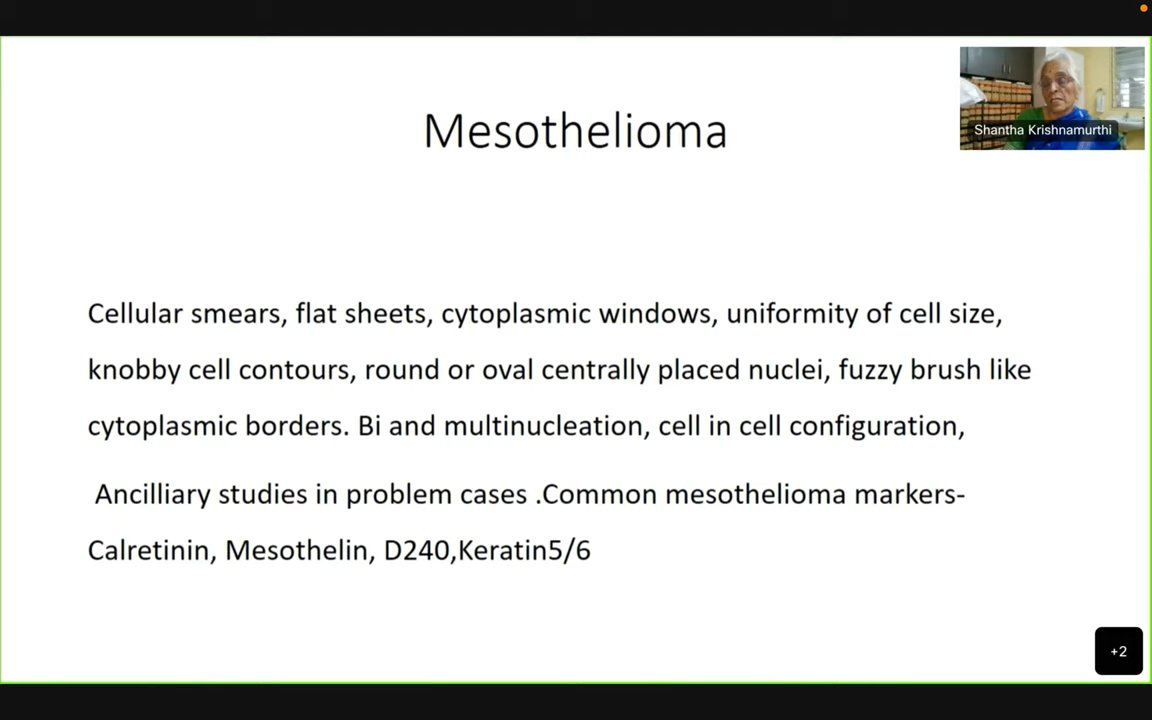 Mesothelioma
Shantha Krishnamurthi
Cellular smears, flat sheets, cytoplasmic windows, uniformity of cell size,
knobby cell contours, round or oval centrally placed nuclei, fuzzy brush like
cytoplasmic borders. Bi and multinucleation, cell in cell configuration,
Ancilliary studies in problem cases .Common mesothelioma markers-
Calretinin, Mesothelin, D240,Keratin5/6
+2